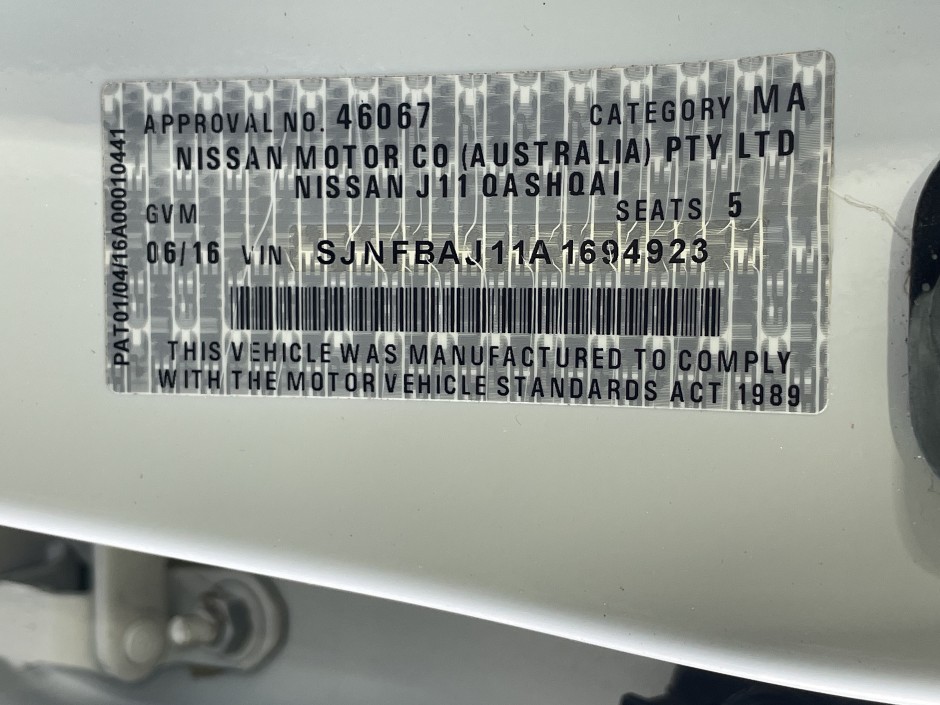 APPROVAL NO. 46067 CATEGORY MA
NISSAN MOTOR CO (AUSTRALIA) PTY LTD
NISSAN J11 QASHQAI
GVM SEATS 5
06/16 VIN SJNFBAJ11A1694923
THIS VEHICLE WAS MANUFACTURED TO COMPLY
WITH THE MOTOR VEHICLE STANDARDS ACT 1989
PAT01/04/16A00010441